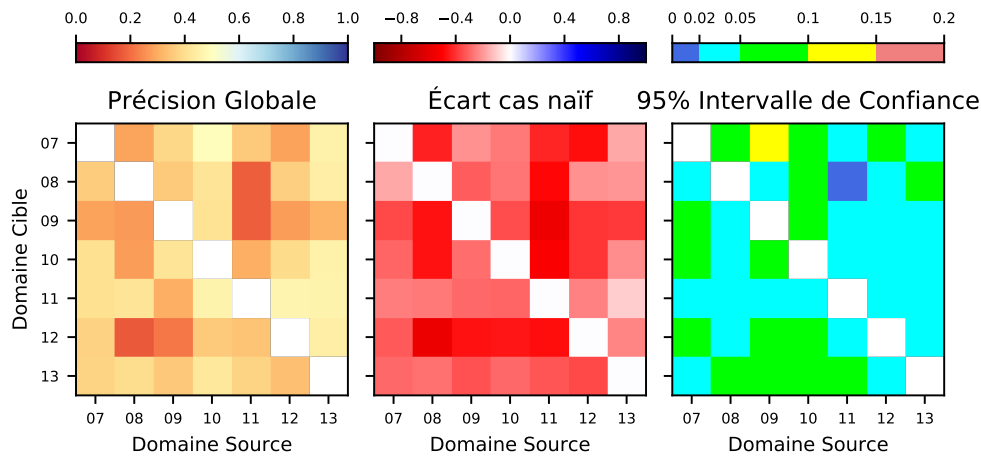 0.0 0.2 0.4 0.6 0.8 1.0
−0.8 −0.4 0.0 0.4 0.8
0 0.02 0.05 0.1 0.15 0.2
Précision Globale
Écart cas naïf
95% Intervalle de Confiance
Domaine Cible
07
08
09
10
11
12
13
07 08 09 10 11 12 13
07 08 09 10 11 12 13
07 08 09 10 11 12 13
Domaine Source
Domaine Source
Domaine Source